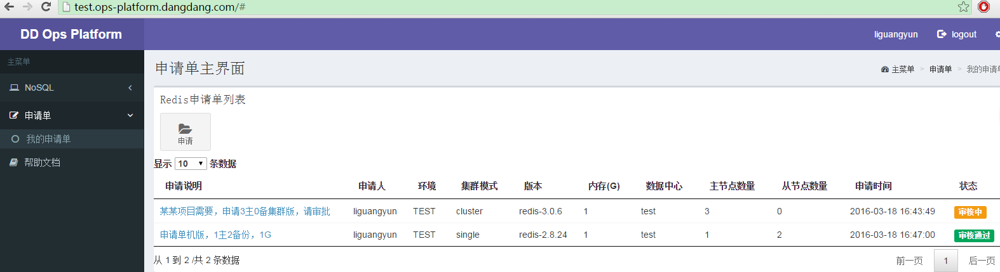 test.ops-platform.dangdang.com/#
DD Ops Platform
liguangyun logout
主菜单
NoSQL
申请单
我的申请单
帮助文档
申请单主界面
主菜单 > 申请单 > 我的申请单
Redis申请单列表
申请
显示 10 条数据
申请说明 申请人 环境 集群模式 版本 内存(G) 数据中心 主节点数量 从节点数量 申请时间 状态
某某项目需要，申请3主0备集群版，请审批 liguangyun TEST cluster redis-3.0.6 1 test 3 0 2016-03-18 16:43:49 审核中
申请单机版，1主2备份，1G liguangyun TEST single redis-2.8.24 1 test 1 2 2016-03-18 16:47:00 审核通过
从 1 到 2 /共 2 条数据
前一页 1 后一页